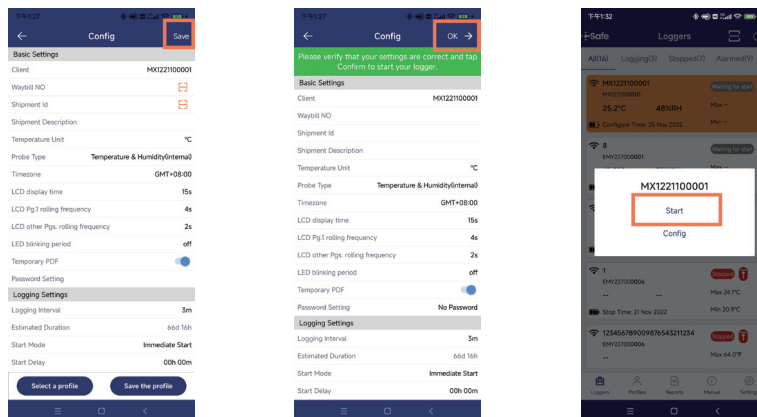 下午1:27
Config
Save
Basic Settings
Client MX1221100001
Waybill NO
Shipment Id
Shipment Description
Temperature Unit °C
Probe Type Temperature & Humidity(internal)
Timezone GMT+08:00
LCD display time 15s
LCD Pg.1 rolling frequency 4s
LCD other Pgs. rolling frequency 2s
LED blinking period off
Temporary PDF
Password Setting
Logging Settings
Logging Interval 3m
Estimated Duration 66d 16h
Start Mode Immediate Start
Start Delay 00h 00m
Select a profile
Save the profile
下午1:27
Config
OK →
Please verify that your settings are correct and tap
Confirm to start your logger.
Basic Settings
Client MX1221100001
Waybill NO
Shipment Id
Shipment Description
Temperature Unit °C
Probe Type Temperature & Humidity(internal)
Timezone GMT+08:00
LCD display time 15s
LCD Pg.1 rolling frequency 4s
LCD other Pgs. rolling frequency 2s
LED blinking period off
Temporary PDF
Password Setting No Password
Logging Settings
Logging Interval 3m
Estimated Duration 66d 16h
Start Mode Immediate Start
Start Delay 00h 00m
下午1:32
Safe
Loggers
All(16) Logging(3) Stopped(7) Alarmed(9)
MX1221100001
Waiting for start
MX1221100001
25.2°C 48%RH Max --
Configure Time: 25 Nov 2022 Min --
8
Waiting for start
EMY227000001
MX1221100001
Start
Config
1
Stopped
EMY227000006
-- -- Max 24.1°C
Stop Time: 21 Nov 2022 Min 20.9°C
123456789009876543211234
Stopped
EMY227000006
-- Max 64.0°F
Loggers Profiles Reports Manual Setting